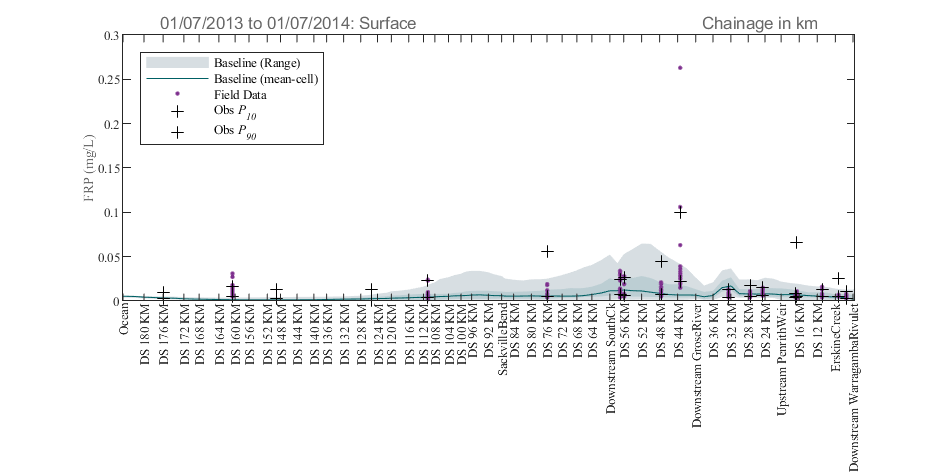 01/07/2013 to 01/07/2014: Surface
Chainage in km
FRP (mg/L)
0.3
0.25
0.2
0.15
0.1
0.05
0
Baseline (Range)
Baseline (mean-cell)
Field Data
Obs P10
Obs P90
Ocean
DS 180 KM
DS 176 KM
DS 172 KM
DS 168 KM
DS 164 KM
DS 160 KM
DS 156 KM
DS 152 KM
DS 148 KM
DS 144 KM
DS 140 KM
DS 136 KM
DS 132 KM
DS 128 KM
DS 124 KM
DS 120 KM
DS 116 KM
DS 112 KM
DS 108 KM
DS 104 KM
DS 100 KM
DS 96 KM
DS 92 KM
SackvilleBend
DS 84 KM
DS 80 KM
DS 76 KM
DS 72 KM
DS 68 KM
DS 64 KM
Downstream SouthCk
DS 56 KM
DS 52 KM
DS 48 KM
DS 44 KM
Downstream GroseRiver
DS 36 KM
DS 32 KM
DS 28 KM
DS 24 KM
Upstream PenrithWeir
DS 16 KM
DS 12 KM
ErskineCreek
Downstream WarragambaRivulet